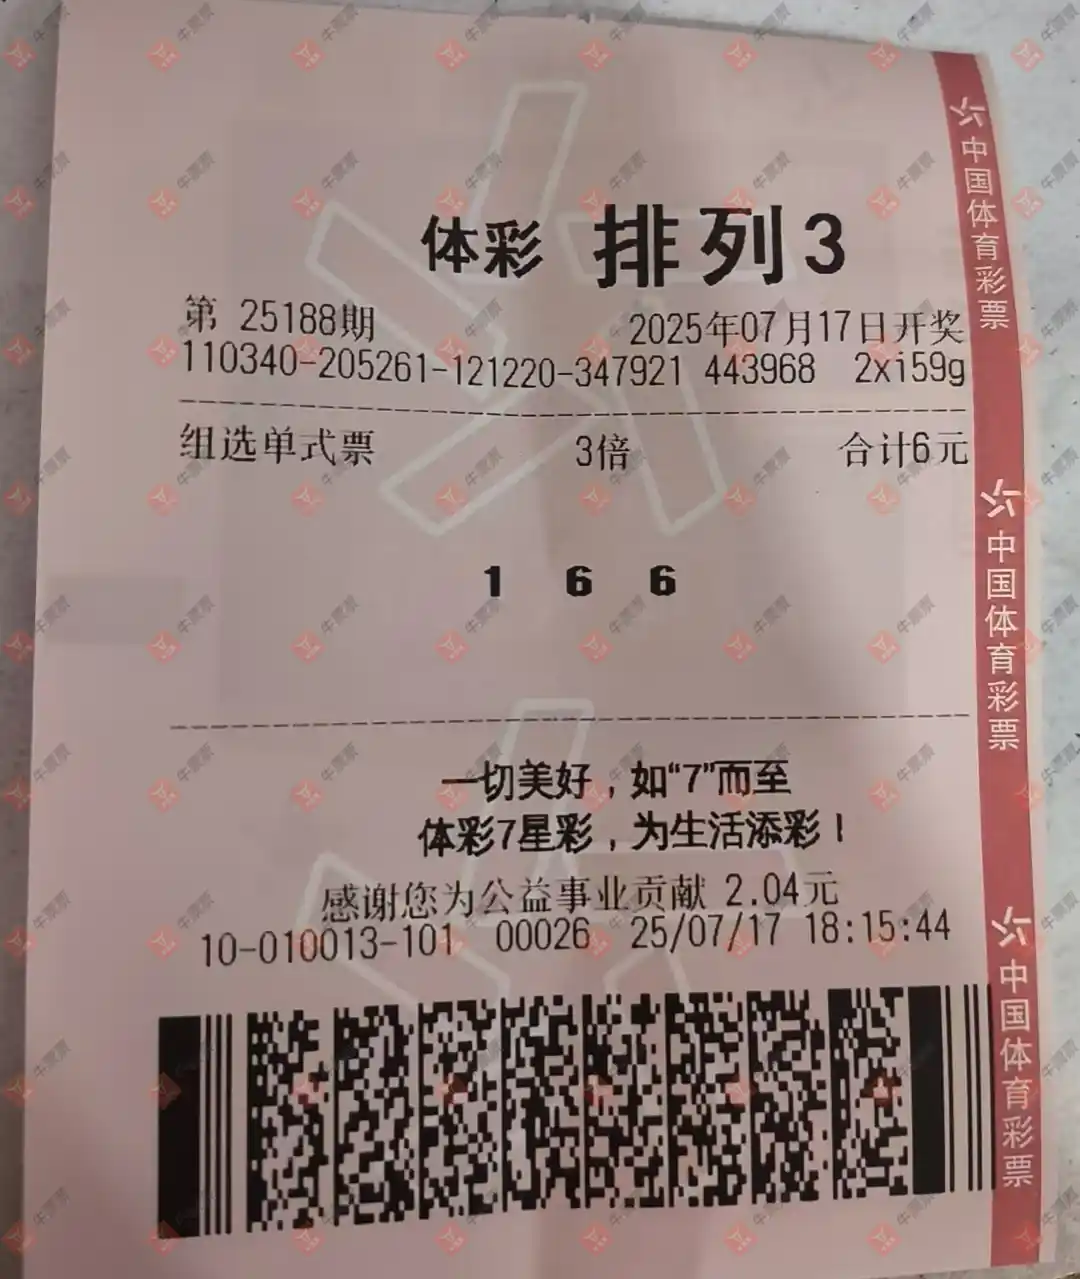 体彩 排列3
第 25188期 2025年07月17日开奖
110340-205261-121220-347921 443968 2xi59g
组选单式票 3倍 合计6元
1 6 6
一切美好，如“7”而至
体彩7星彩，为生活添彩！
感谢您为公益事业贡献 2.04元
10-010013-101 00026 25/07/17 18:15:44
中国体育彩票
中国体育彩票
中国体育彩票